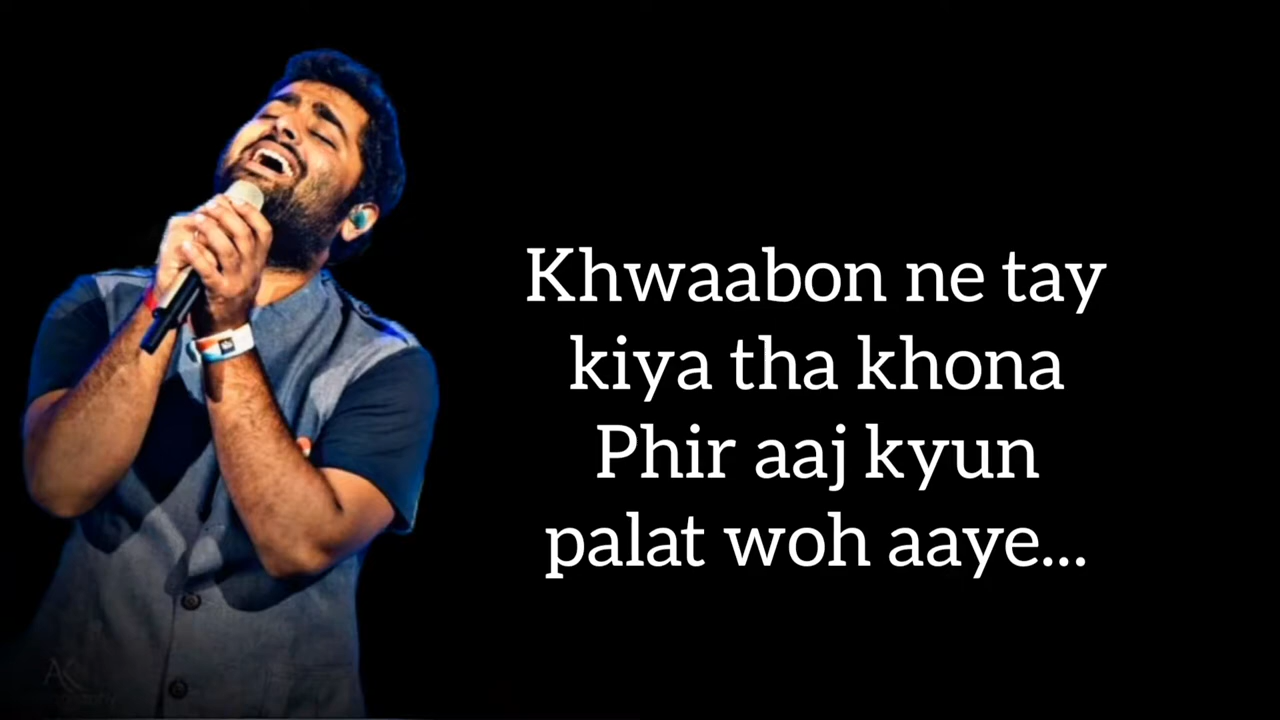 Khwaabon ne tay
kiya tha khona
Phir aaj kyun
palat woh aaye...